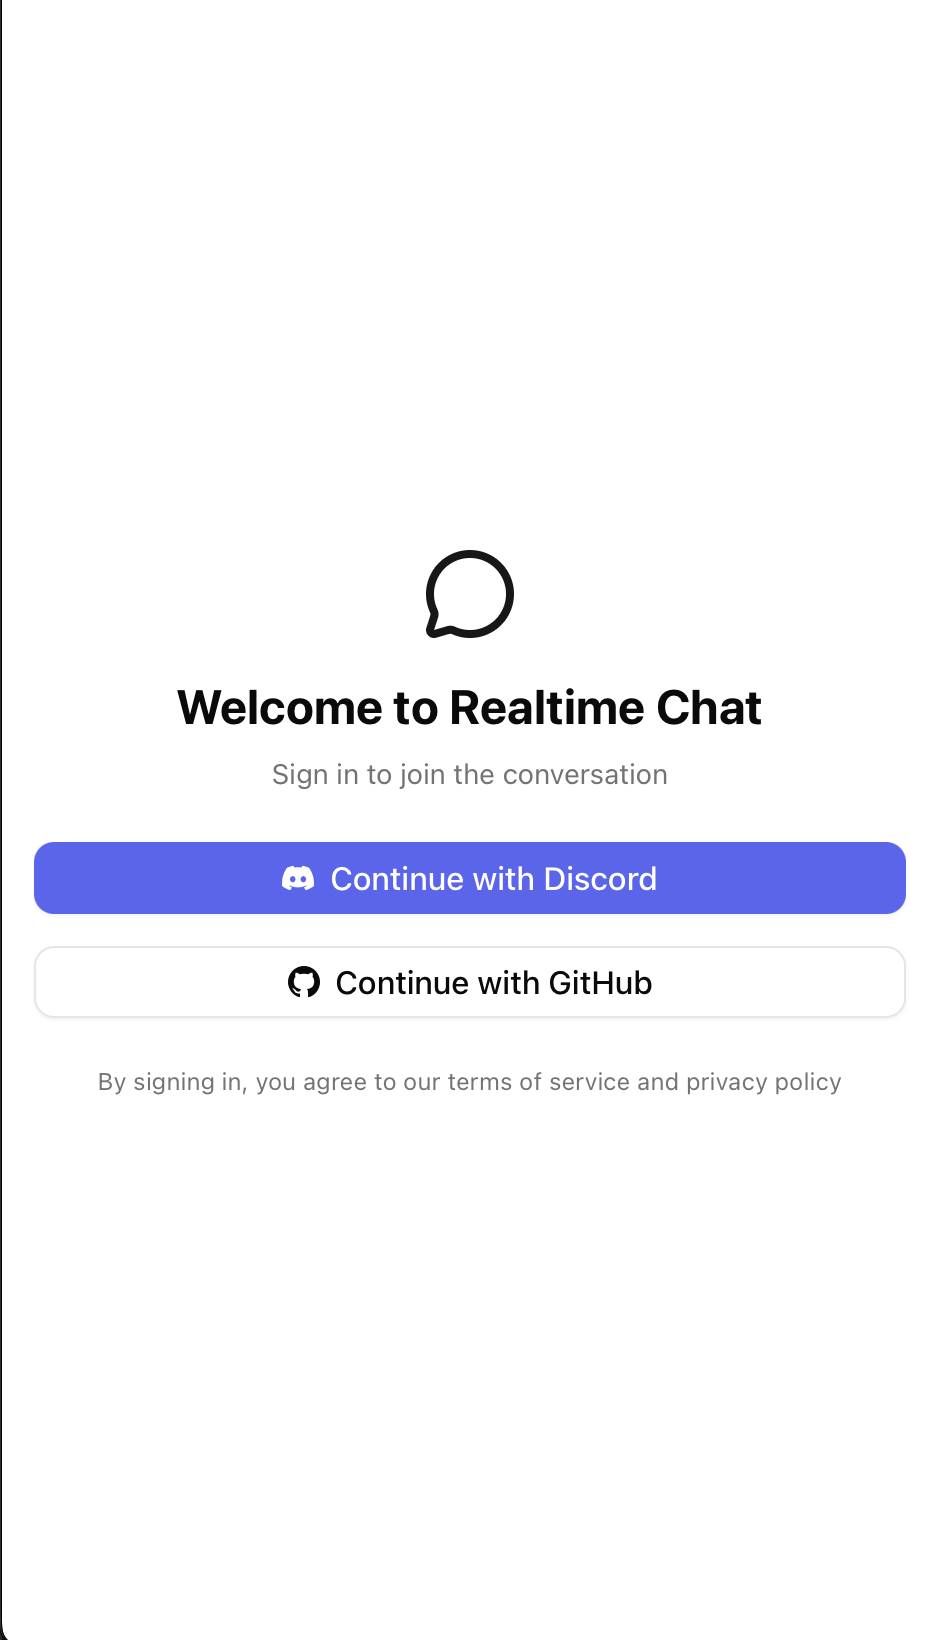 Welcome to Realtime Chat
Sign in to join the conversation
Continue with Discord
Continue with GitHub
By signing in, you agree to our terms of service and privacy policy